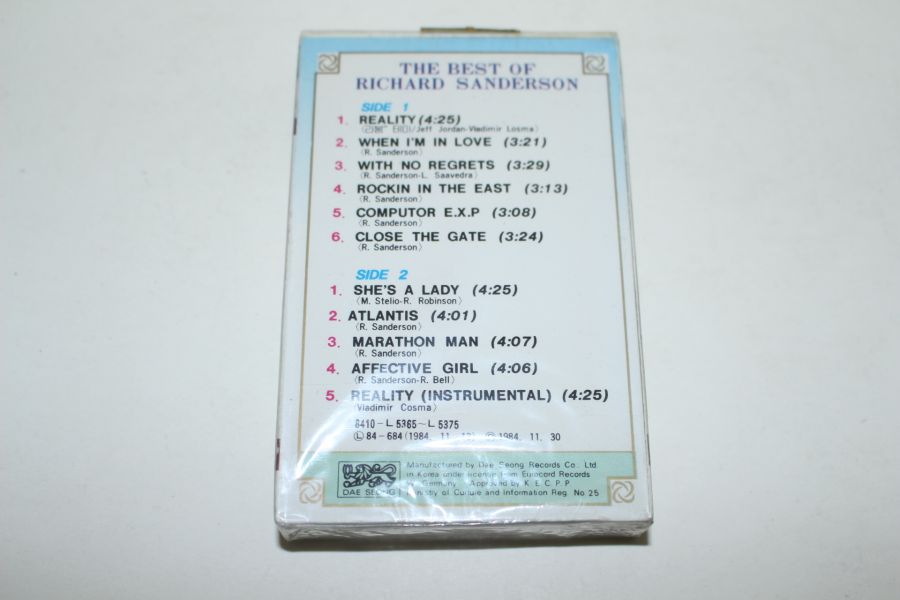 THE BEST OF
RICHARD SANDERSON
SIDE 1
1. REALITY (4:25)
/Jeff Jordan-Vladimir Losma)
2. WHEN I'M IN LOVE (3:21)
(R. Sanderson)
3. WITH NO REGRETS (3:29)
(R. Sanderson-L. Saavedra)
4. ROCKIN IN THE EAST (3:13)
(R. Sanderson)
5. COMPUTOR E.X.P (3:08)
(R. Sanderson)
6. CLOSE THE GATE (3:24)
(R. Sanderson)
SIDE 2
1. SHE'S A LADY (4:25)
(M. Stelio-R. Robinson)
2. ATLANTIS (4:01)
(R. Sanderson)
3. MARATHON MAN (4:07)
(R. Sanderson)
4. AFFECTIVE GIRL (4:06)
(R. Sanderson-R. Bell)
5. REALITY (INSTRUMENTAL) (4:25)
(Vladimir Cosma)
8410-L5365~L5375
Ⓛ84-684 (1984. 11. Ⓟ1984. 11. 30
DAE SEONG
Manufactured by Dae Seong Records Co., Ltd.
in Korea under license from Eurocord Records
Germany Approved by K.E.C.P.P.
Ministry of Culture and Information Reg. No. 25